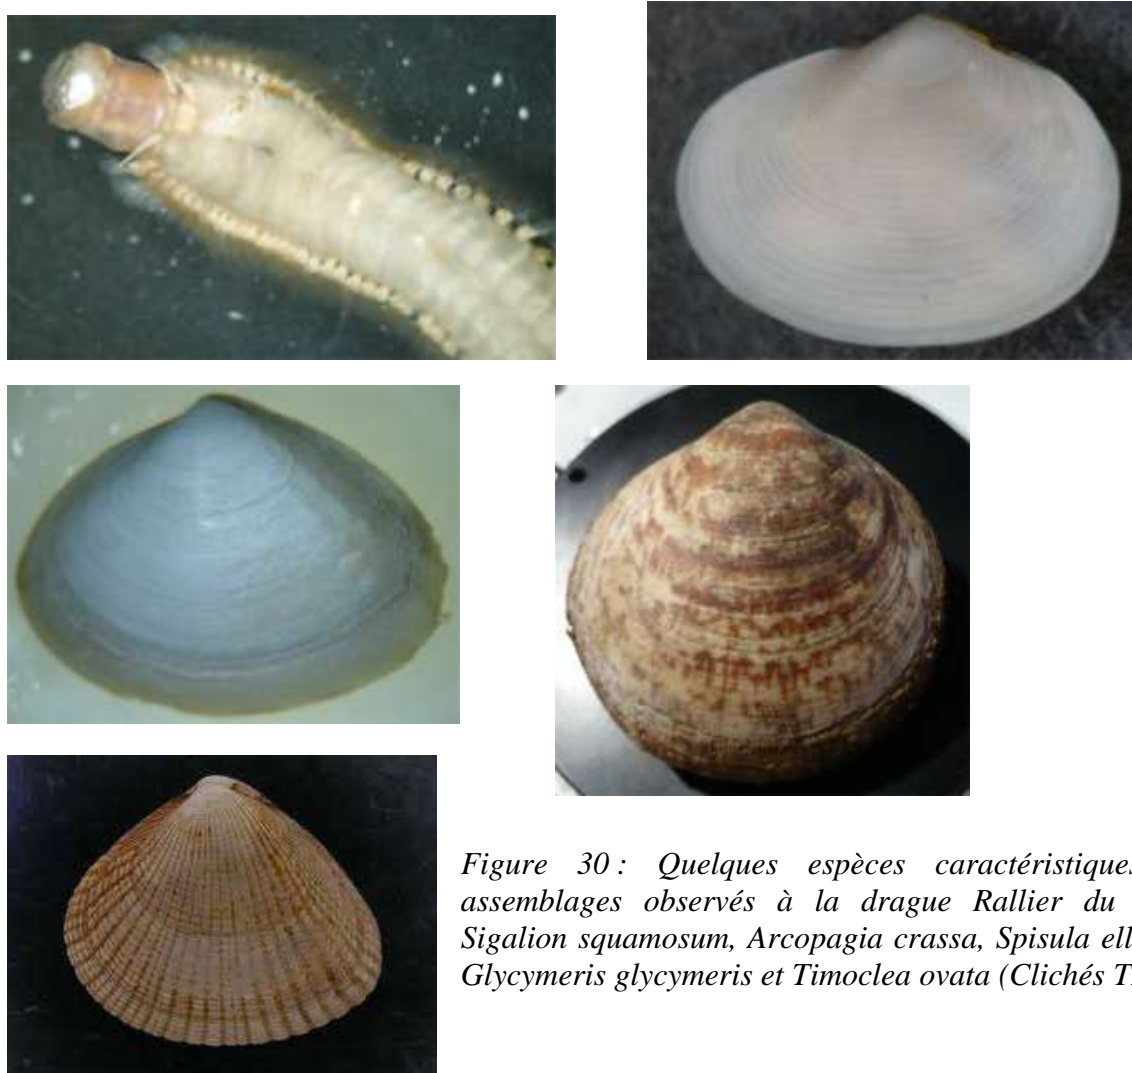 Figure 30 : Quelques espèces caractéristiques
assemblages observés à la drague Rallier du
Sigalion squamosum, Arcopagia crassa, Spisula
Glycymeris glycymeris et Timoclea ovata (Clichés